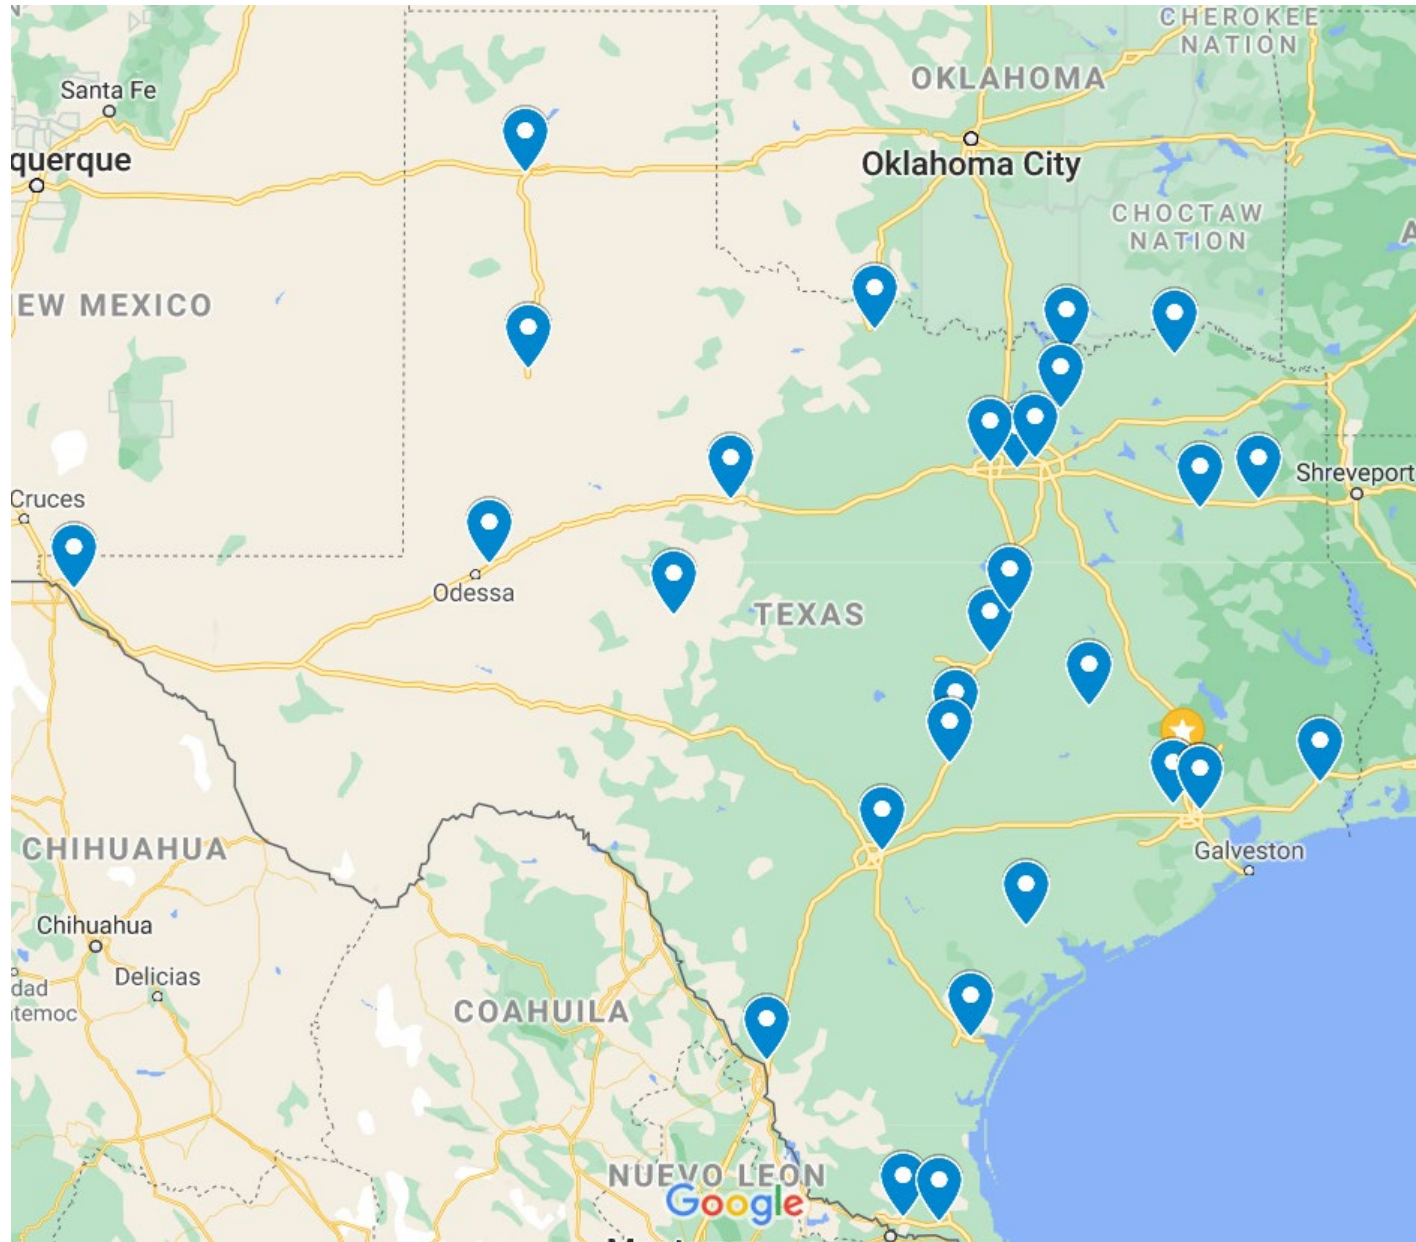 CHEROKEE
NATION
OKLAHOMA
Santa Fe
querque
Oklahoma City
CHOCTAW
NATION
EW MEXICO
Cruces
Shreveport
Odessa
TEXAS
CHIHUAHUA
Galveston
Chihuahua
Delicias
dad
temoc
COAHUILA
NUEVO LEON
Google